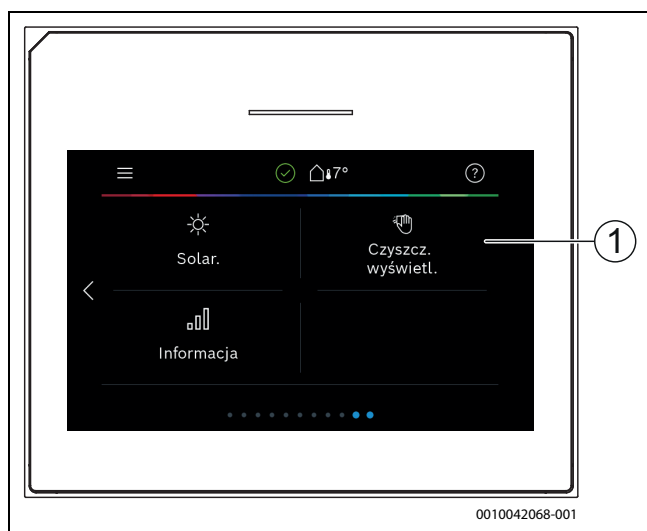 7°
?
Solar.
Czyszcz.
wyświetl.
1
Informacja
0010042068-001